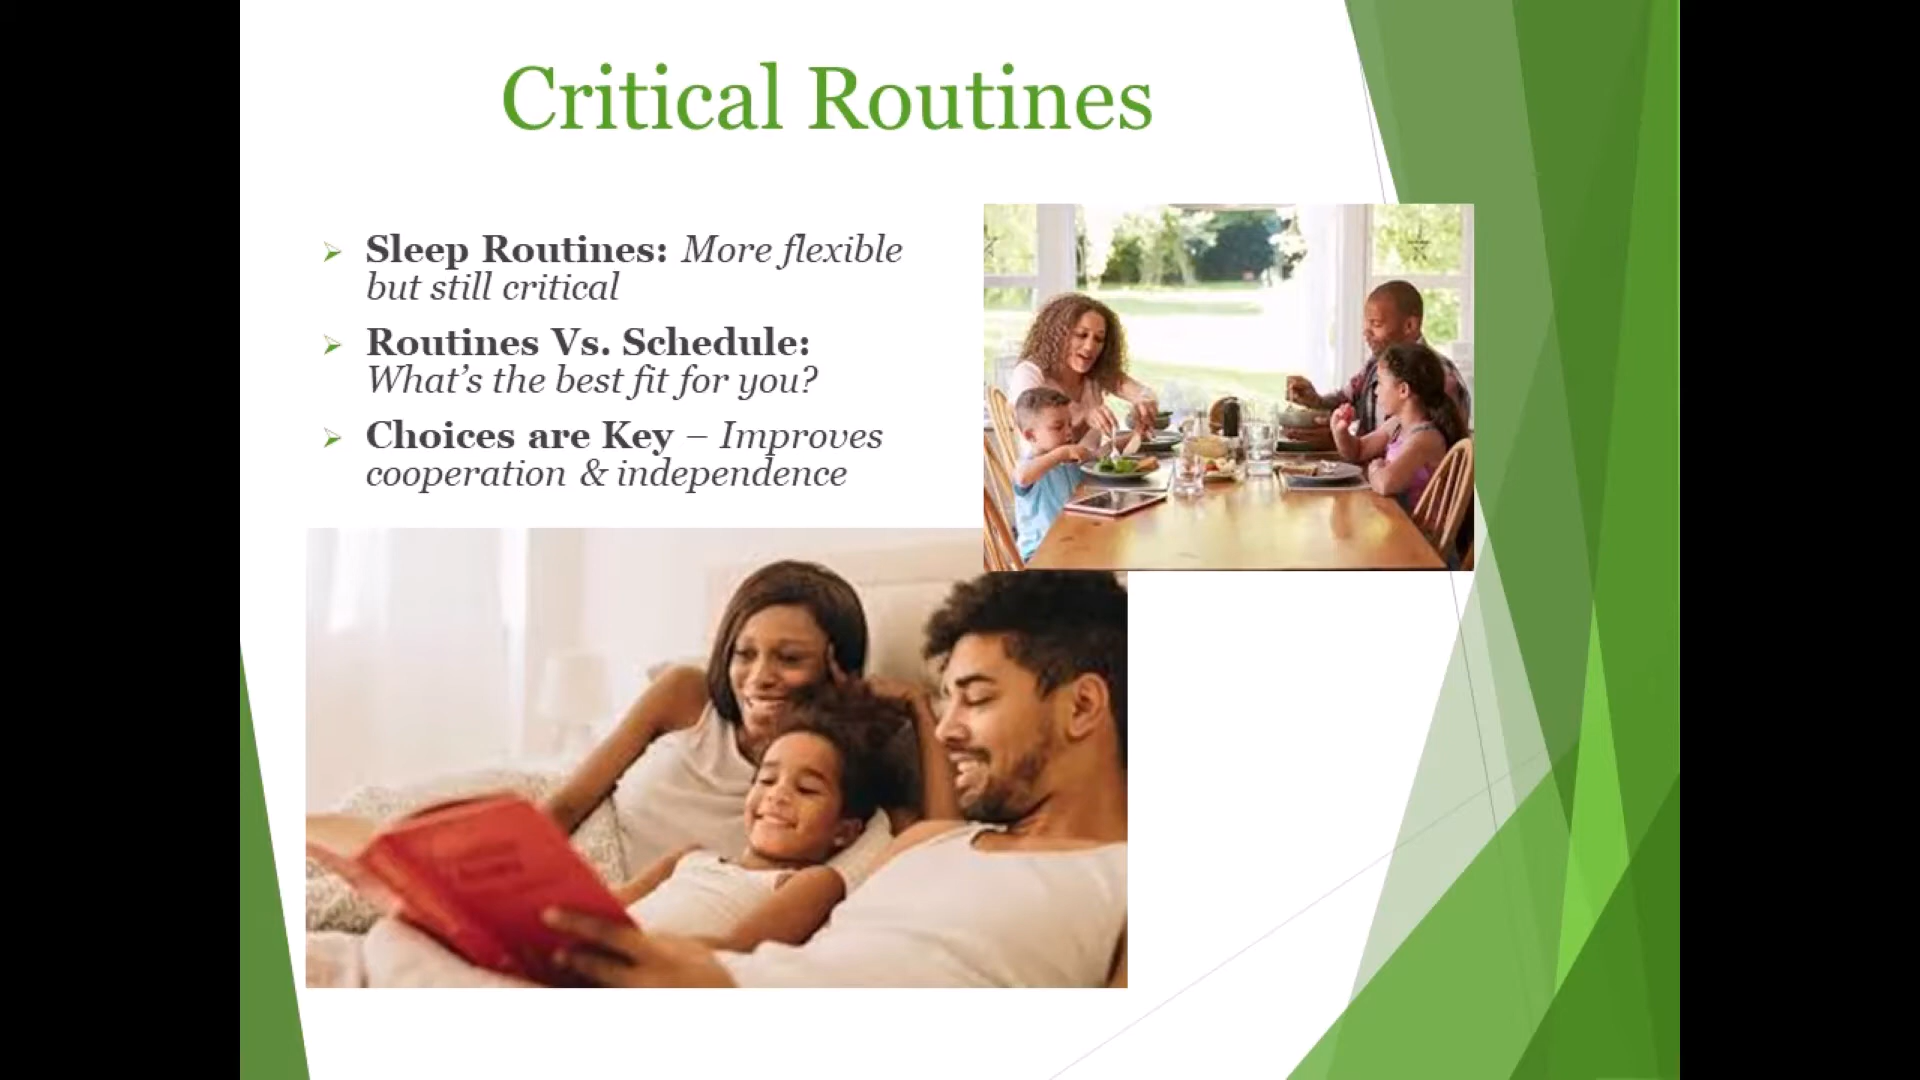 Critical Routines
Sleep Routines: More flexible
but still critical
Routines Vs. Schedule:
What's the best fit for you?
Choices are Key – Improves
cooperation & independence